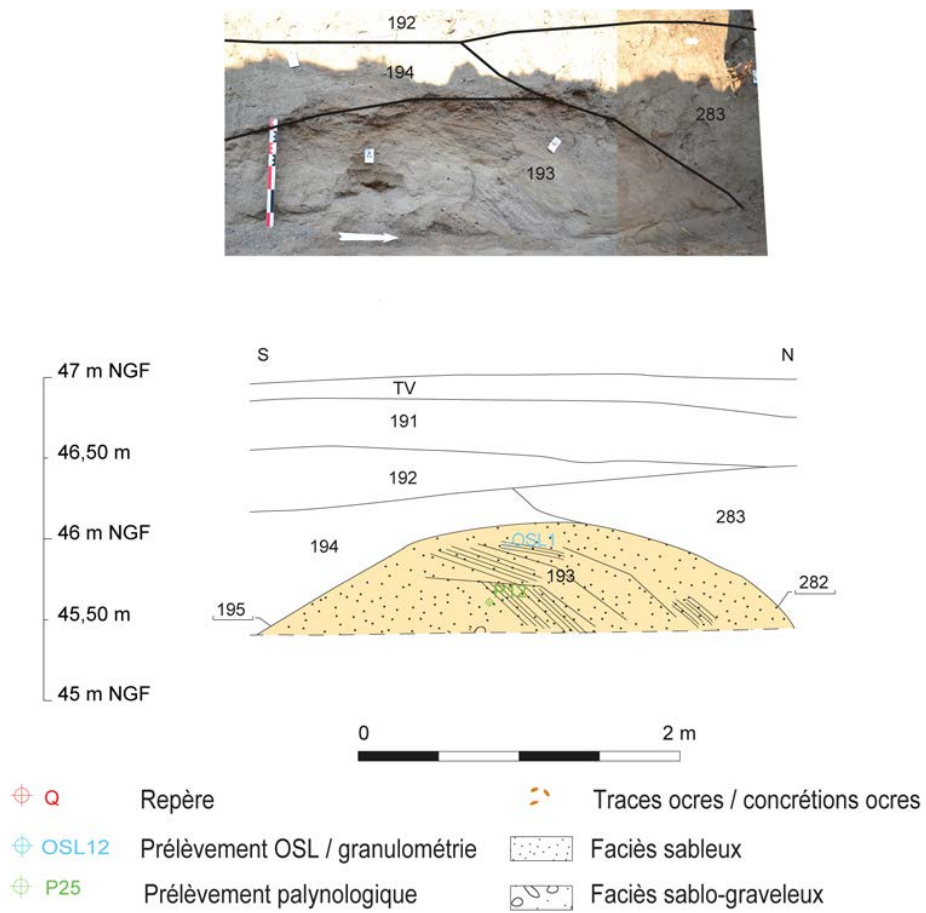 192
194
283
193
S N
47 m NGF
TV
191
46,50 m
192
46 m NGF
283
194
OSL1
193
282
P12
195
45,50 m
45 m NGF
0 2 m
Q Repère Traces ocres / concrétions ocres
OSL12 Prélèvement OSL / granulométrie Faciès sableux
P25 Prélèvement palynologique Faciès sablo-graveleux